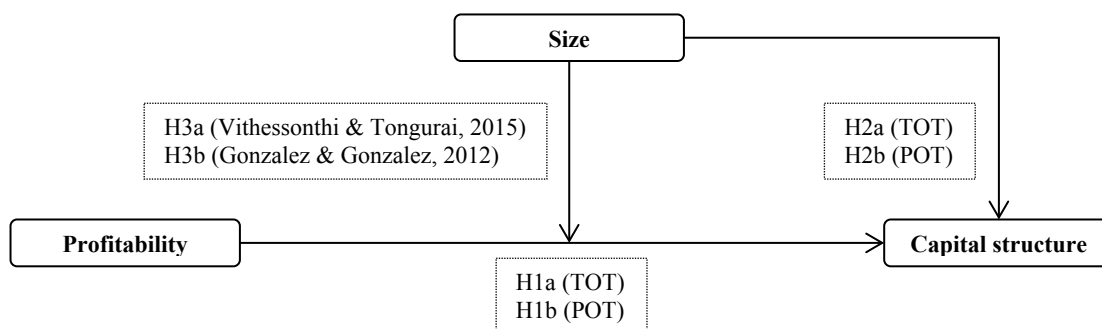 Size
H3a (Vithessonthi & Tongurai, 2015)
H3b (Gonzalez & Gonzalez, 2012)
H2a (TOT)
H2b (POT)
Profitability
Capital structure
H1a (TOT)
H1b (POT)